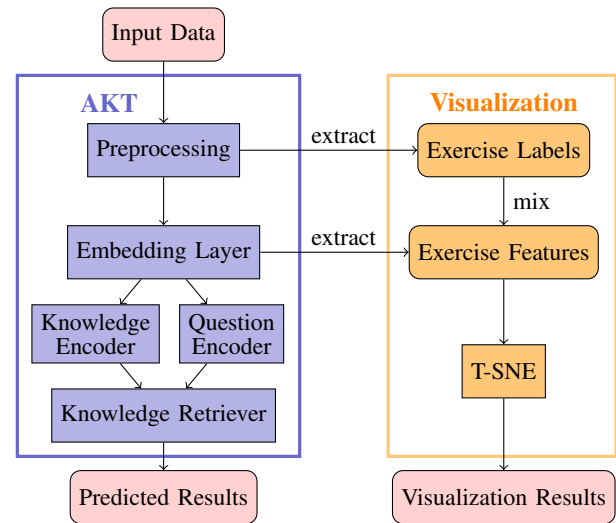 Input Data
AKT
Visualization
Preprocessing
extract
Exercise Labels
mix
Embedding Layer
extract
Exercise Features
Knowledge
Encoder
Question
Encoder
T-SNE
Knowledge Retriever
Predicted Results
Visualization Results